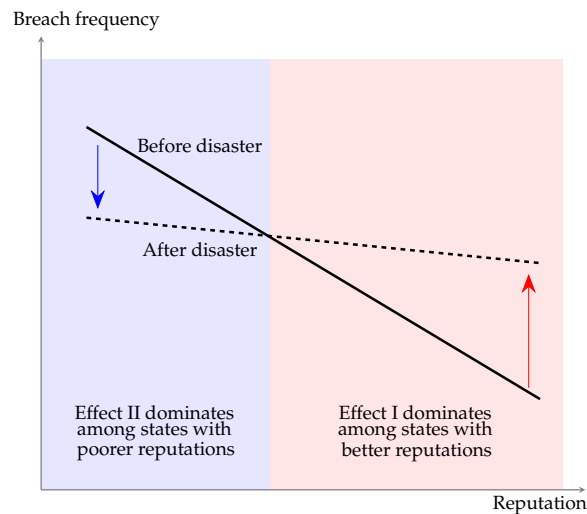 Breach frequency
Before disaster
After disaster
Effect II dominates
among states with
poorer reputations
Effect I dominates
among states with
better reputations
Reputation